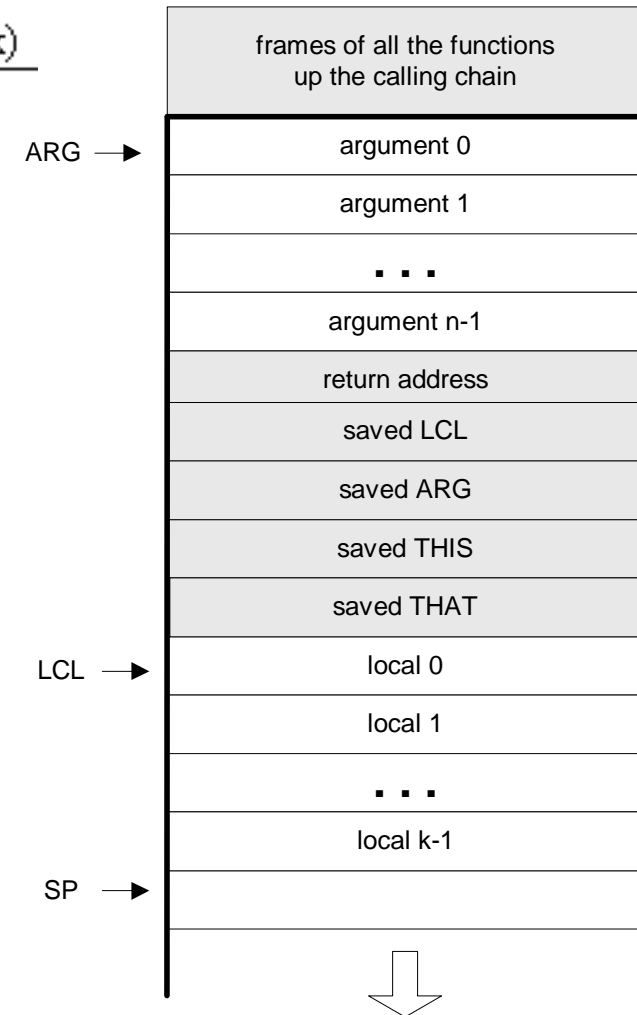 frames of all the functions
up the calling chain
ARG
argument 0
argument 1
. . .
argument n-1
return address
saved LCL
saved ARG
saved THIS
saved THAT
LCL
local 0
local 1
. . .
local k-1
SP